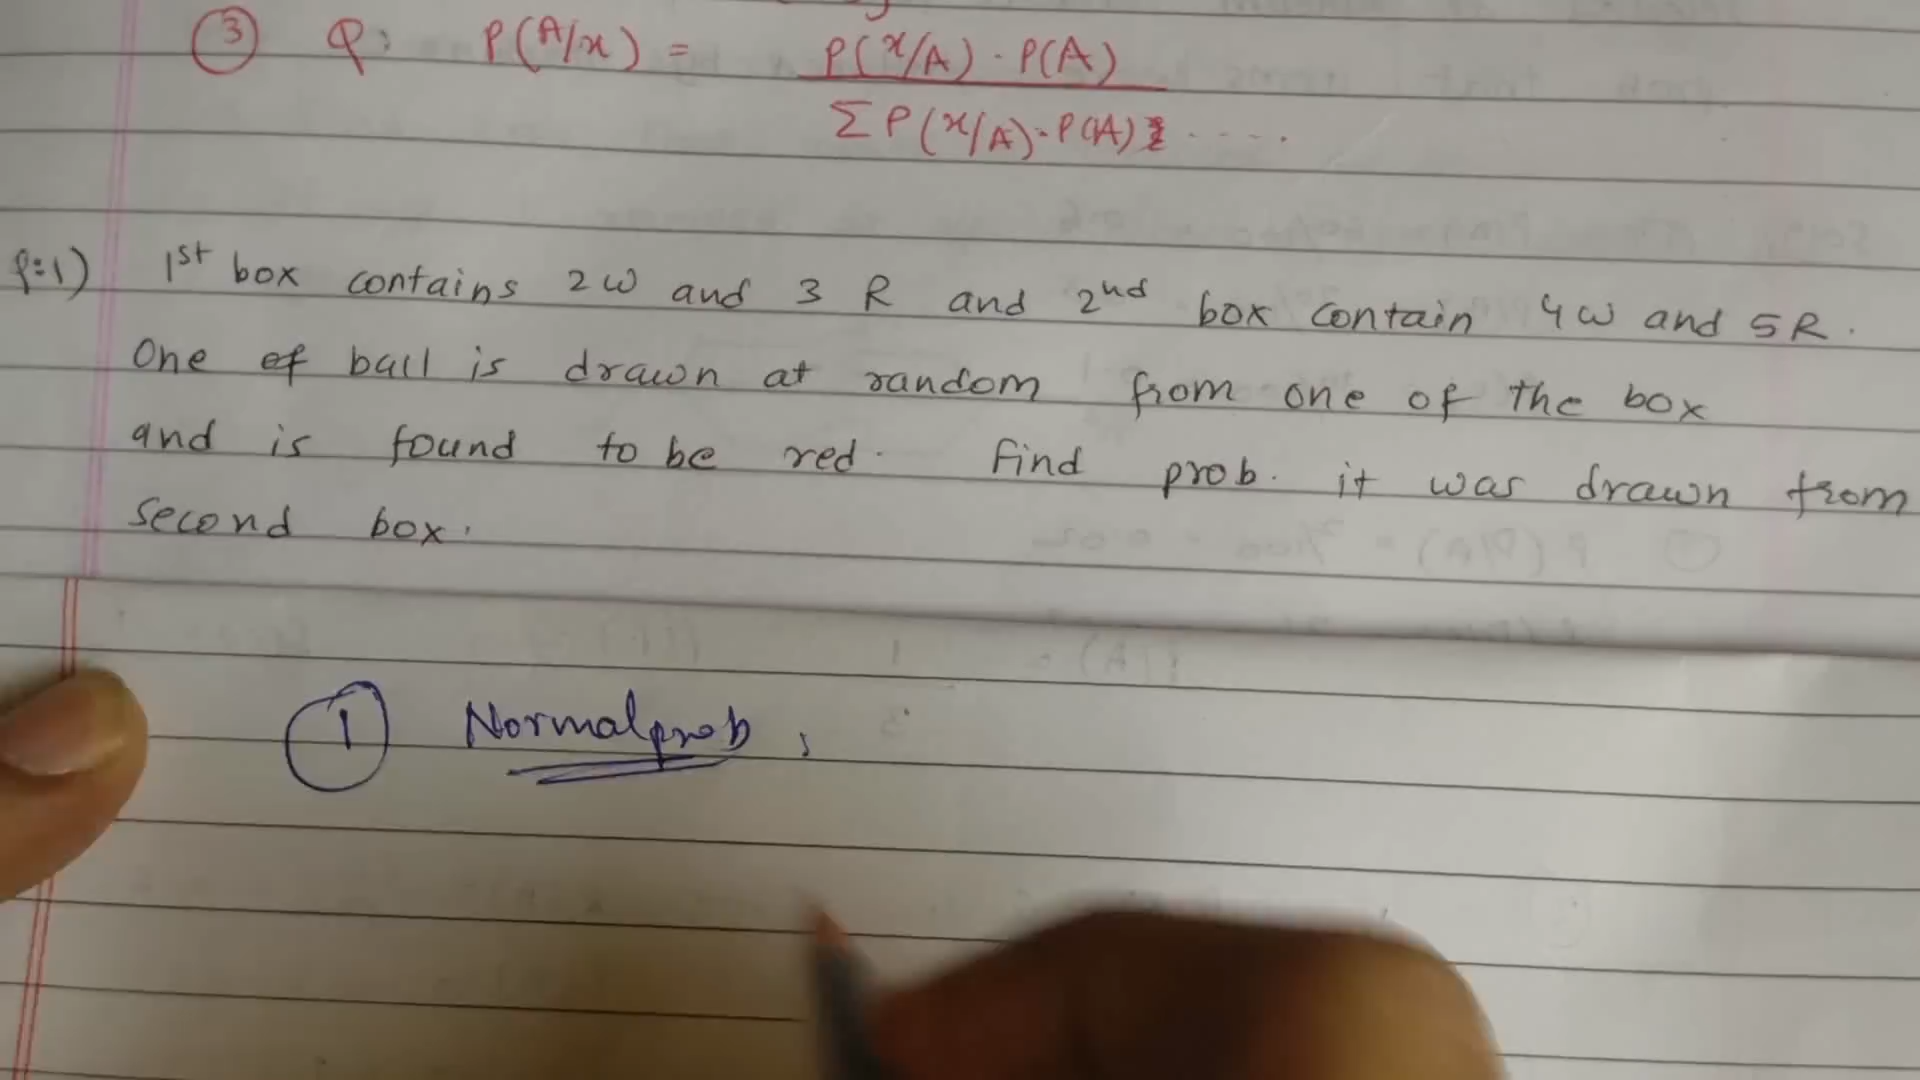 ③ Q: P(A/x) = P(x/A) · P(A)
Σ P(x/A) · P(A) ....
P:1) 1st box contains 2W and 3 R and 2nd box contain 4W and 5R.
One of ball is drawn at random from one of the box
and is found to be red. Find prob. it was drawn from
second box.
① Normal prob,